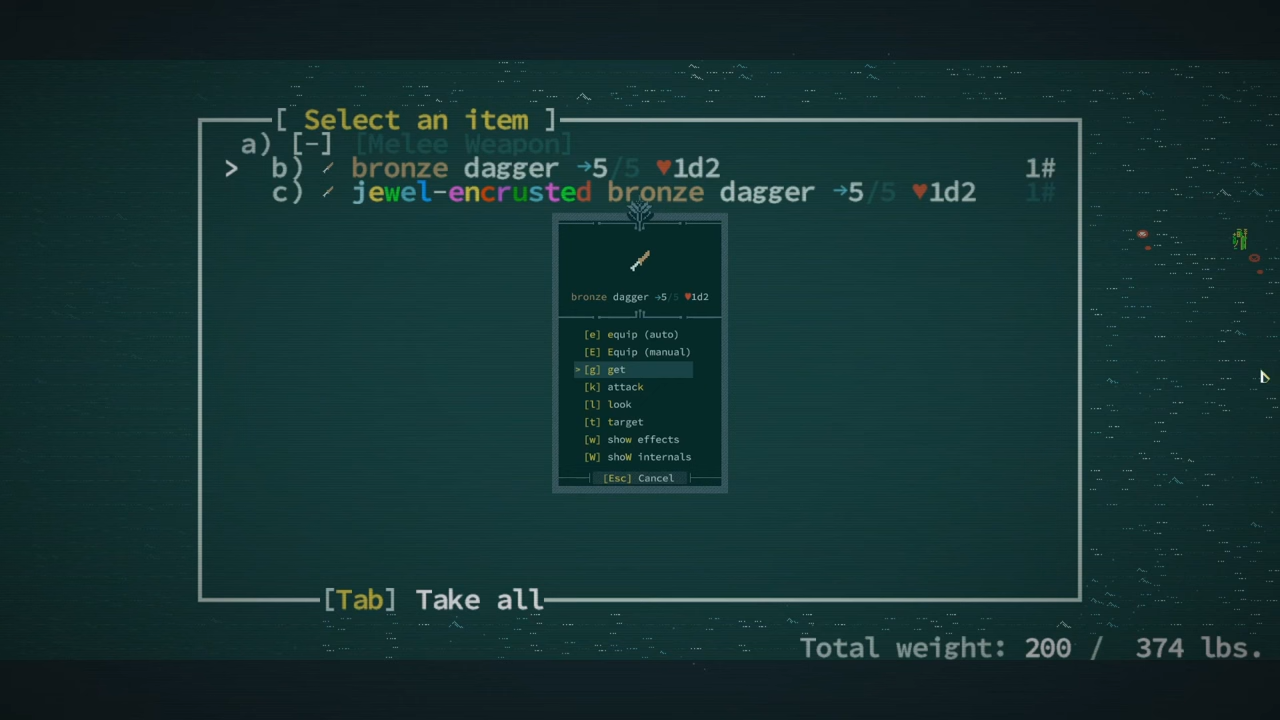 [ Select an item ]
a) [-] [Melee Weapon]
> b) bronze dagger →5/5 ♥1d2 1#
c) jewel-encrusted bronze dagger →5/5 ♥1d2 1#
bronze dagger →5/5 ♥1d2
[e] equip (auto)
[E] Equip (manual)
>[g] get
[k] attack
[l] look
[t] target
[w] show effects
[W] shoW internals
[Esc] Cancel
[Tab] Take all
Total weight: 200 / 374 lbs.